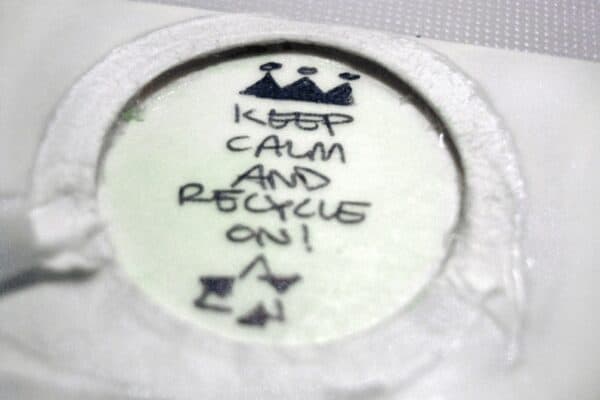 KEEP
CALM
AND
RECYCLE
ON!